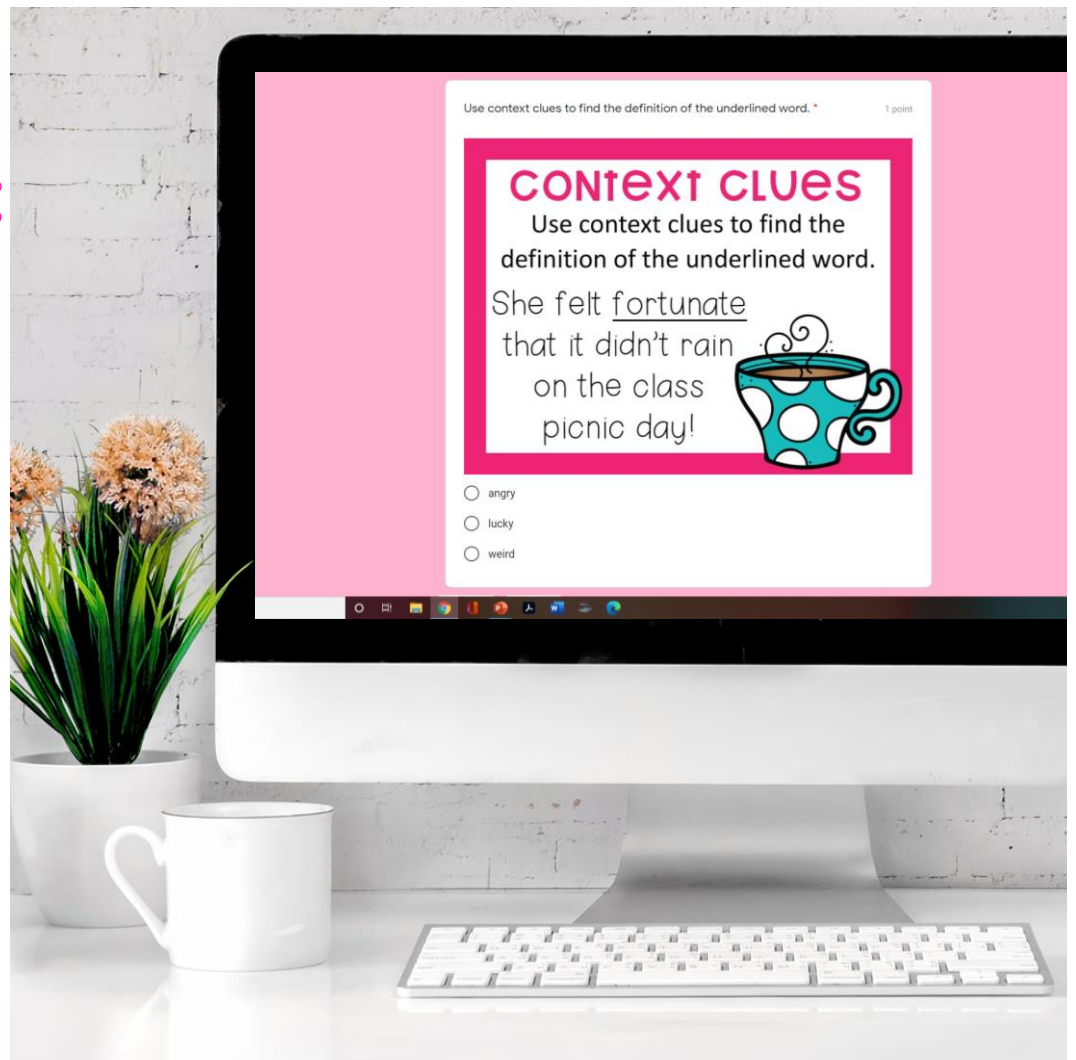 Use context clues to find the definition of the underlined word. *
1 point
CONTEXT CLUES
Use context clues to find the
definition of the underlined word.
She felt fortunate
that it didn't rain
on the class
picnic day!
angry
lucky
weird